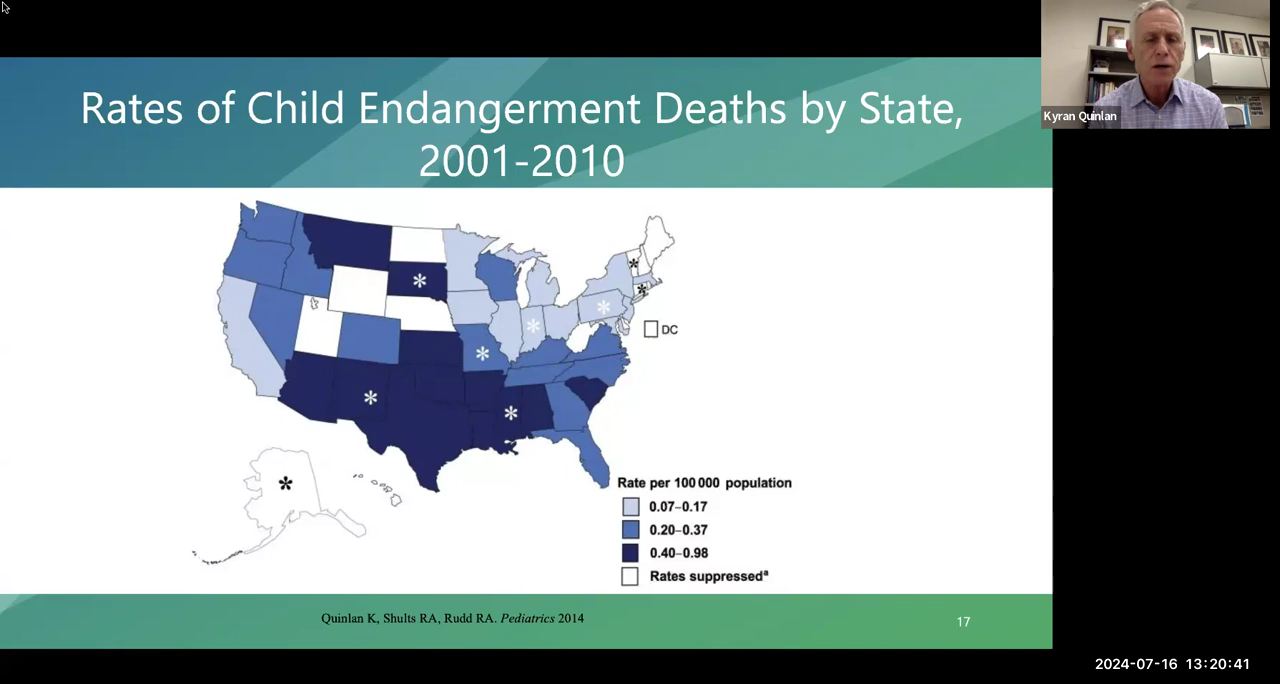 Rates of Child Endangerment Deaths by State,
2001-2010
Kyran Quinlan
*
*
*
*
*
*
*
*
*
DC
Rate per 100 000 population
0.07–0.17
0.20–0.37
0.40–0.98
Rates suppressedª
Quinlan K, Shults RA, Rudd RA. Pediatrics 2014
17
2024-07-16 13:20:41